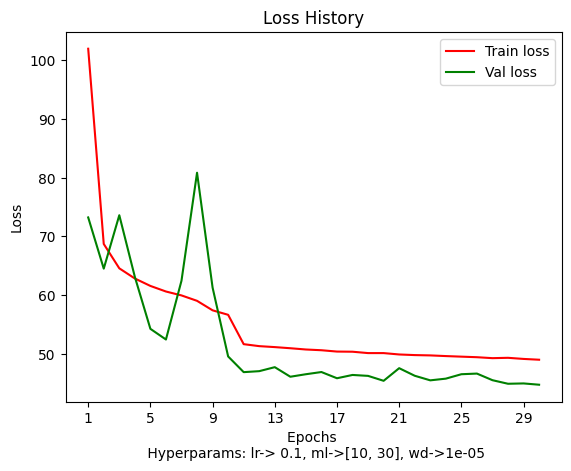 Loss History
Train loss
Val loss
100
90
80
70
60
50
Loss
1 5 9 13 17 21 25 29
Epochs
Hyperparams: lr-> 0.1, ml->[10, 30], wd->1e-05